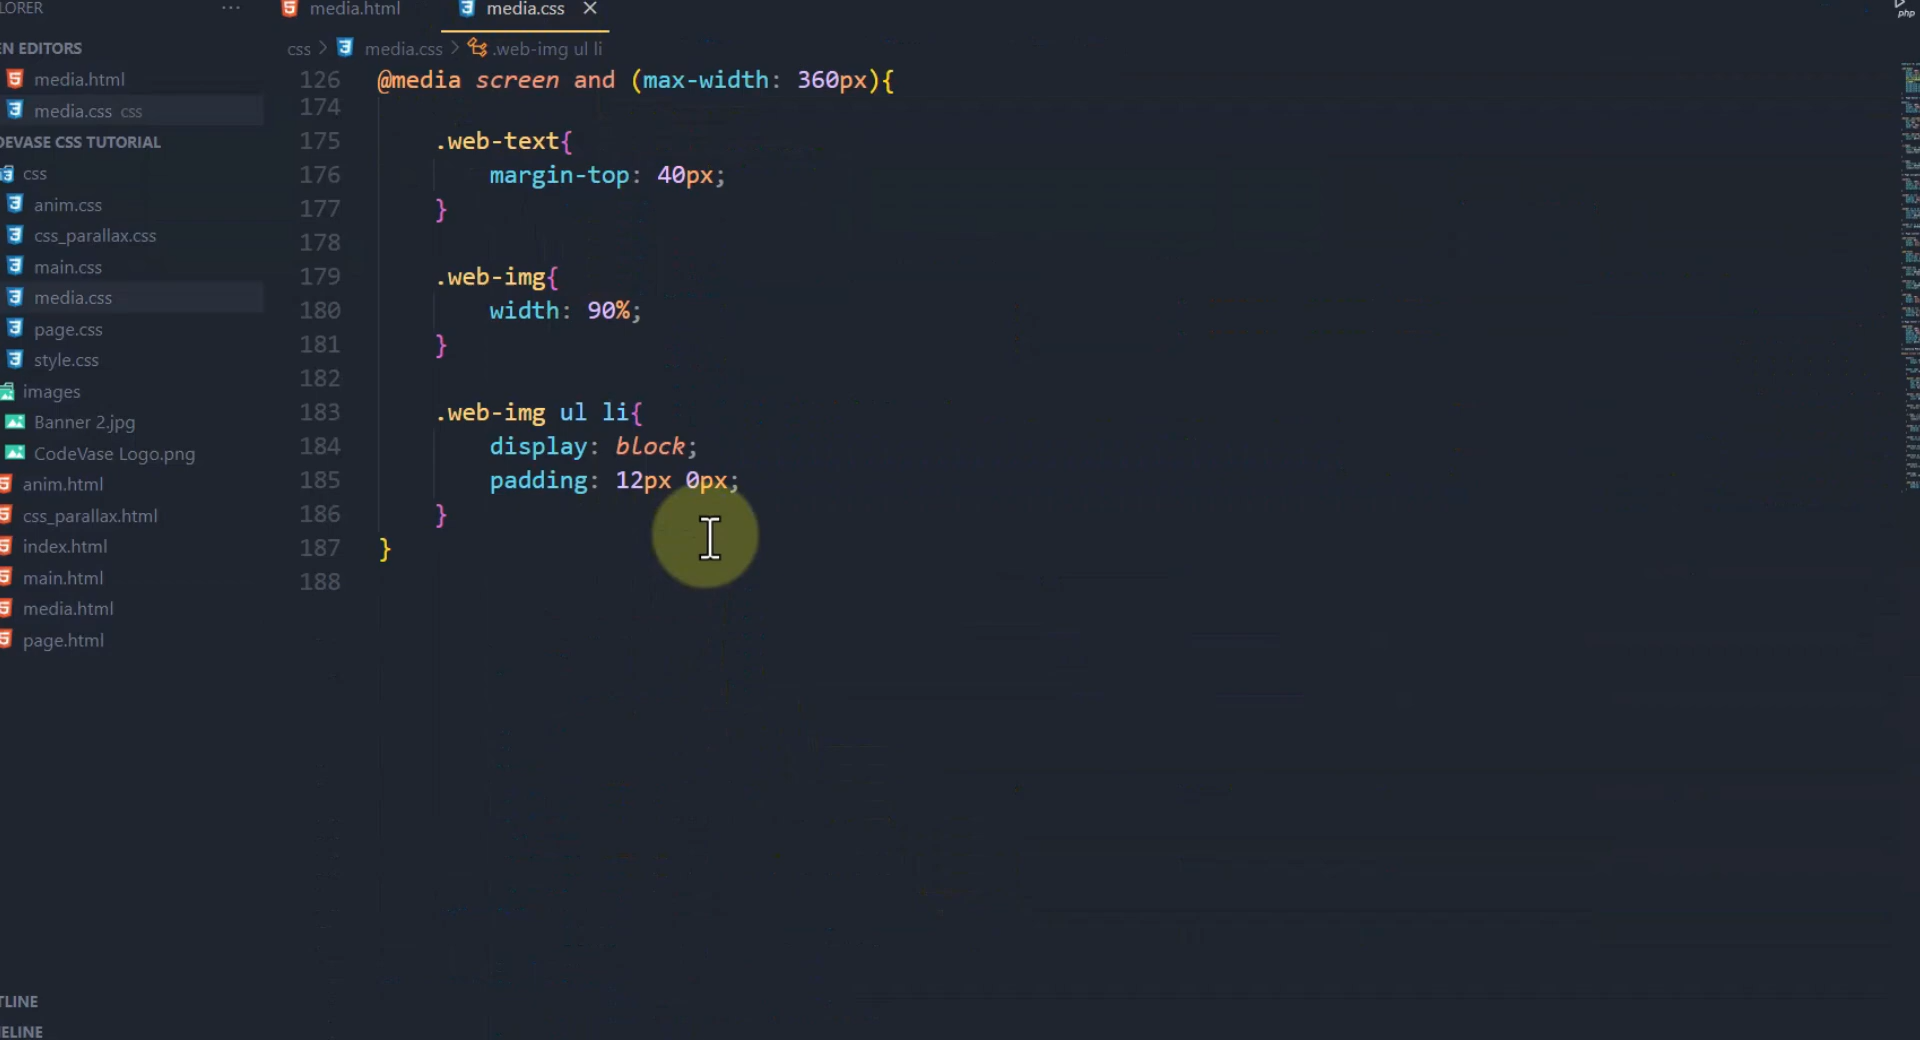 LORER ···
media.html
media.css
php
EN EDITORS
media.html
media.css css
DEVASE CSS TUTORIAL
css
anim.css
css_parallax.css
main.css
media.css
page.css
style.css
images
Banner 2.jpg
CodeVase Logo.png
anim.html
css_parallax.html
index.html
main.html
media.html
page.html
TLINE
ELINE
css > media.css > .web-img ul li
126 @media screen and (max-width: 360px){
174
175 .web-text{
176 margin-top: 40px;
177 }
178
179 .web-img{
180 width: 90%;
181 }
182
183 .web-img ul li{
184 display: block;
185 padding: 12px 0px;
186 }
187 }
188